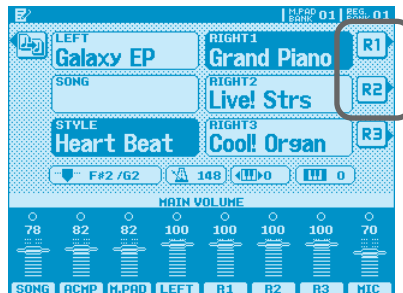 M.PAD BANK 01 REG. BANK 01
LEFT
Galaxy EP
RIGHT1
Grand Piano
R1
SONG
RIGHT2
Live! Strs
R2
STYLE
Heart Beat
RIGHT3
Cool! Organ
R3
F#2/G2 148 0 0
MAIN VOLUME
78 82 82 100 100 100 100 70
SONG ACMP M.PAD LEFT R1 R2 R3 MIC